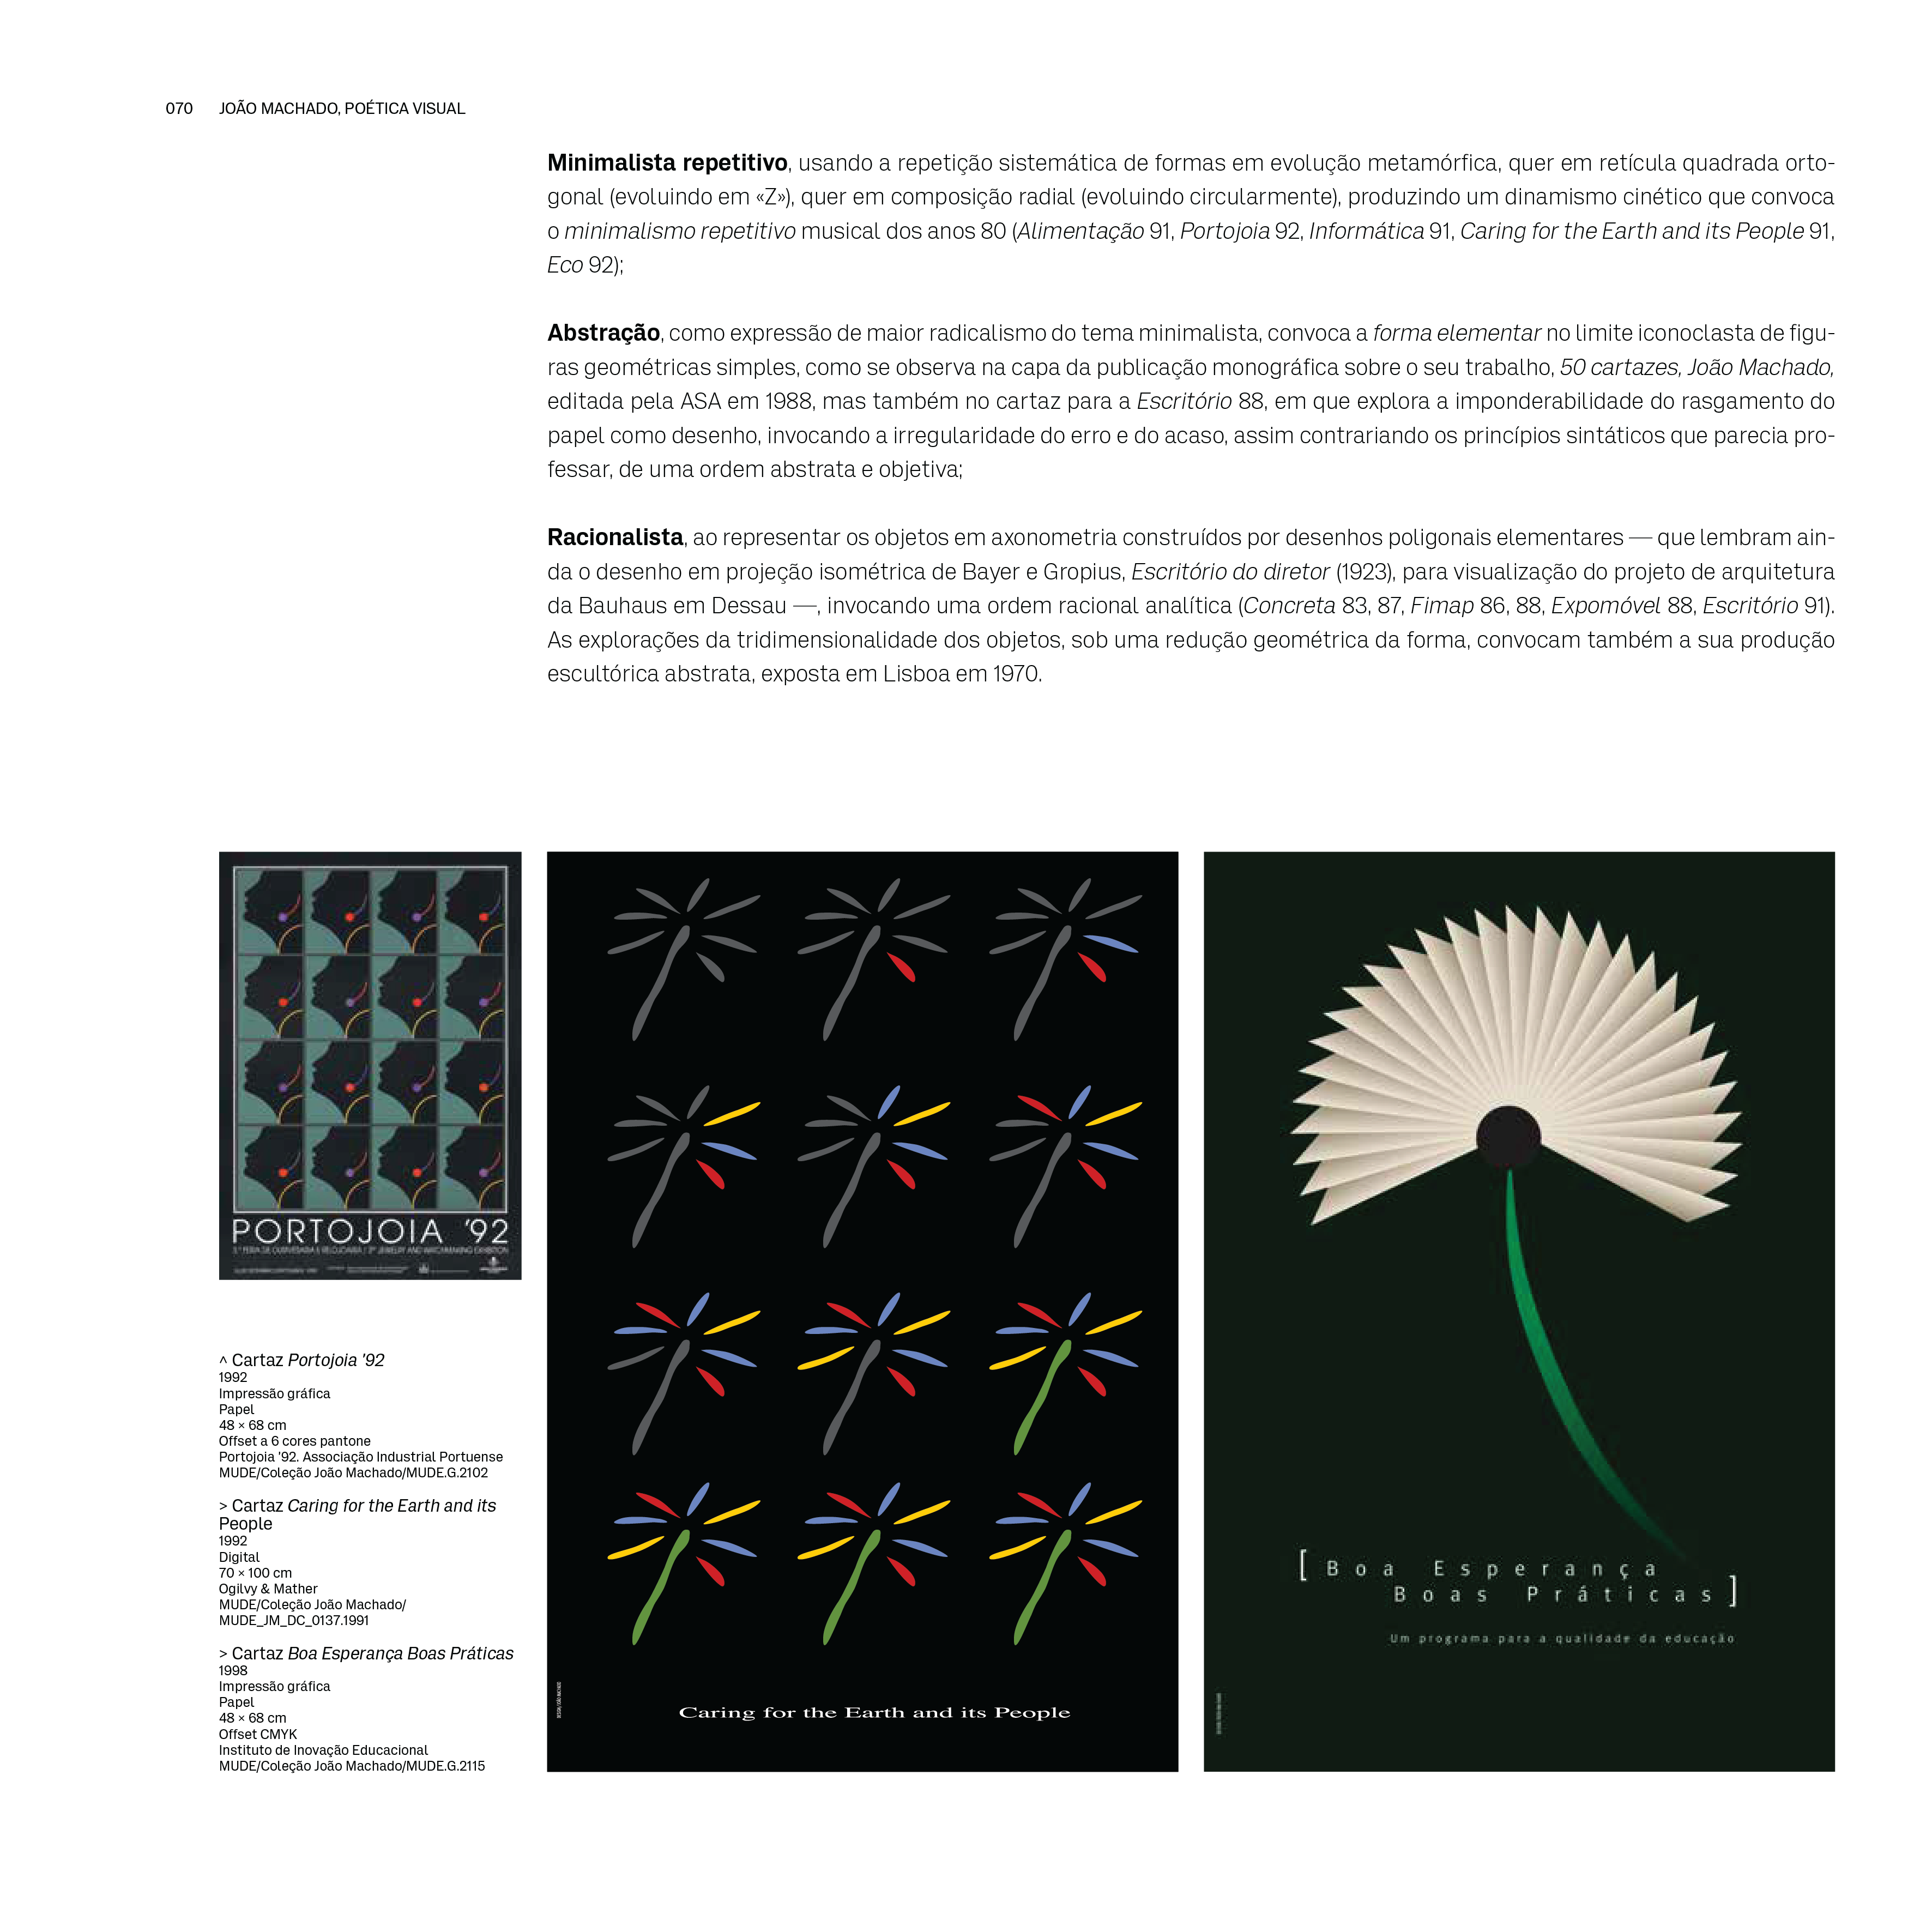 070 JOÃO MACHADO, POÉTICA VISUAL
Minimalista repetitivo, usando a repetição sistemática de formas em evolução metamórfica, quer em retícula quadrada orto-
gonal (evoluindo em «Z»), quer em composição radial (evoluindo circularmente), produzindo um dinamismo cinético que convoca
o minimalismo repetitivo musical dos anos 80 (Alimentação 91, Portojoia 92, Informática 91, Caring for the Earth and its People 91,
Eco 92);
Abstração, como expressão de maior radicalismo do tema minimalista, convoca a forma elementar no limite iconoclasta de figu-
ras geométricas simples, como se observa na capa da publicação monográfica sobre o seu trabalho, 50 cartazes, João Machado,
editada pela ASA em 1988, mas também no cartaz para a Escritório 88, em que explora a imponderabilidade do rasgamento do
papel como desenho, invocando a irregularidade do erro e do acaso, assim contrariando os princípios sintáticos que parecia pro-
fessar, de uma ordem abstrata e objetiva;
Racionalista, ao representar os objetos em axonometria construídos por desenhos poligonais elementares — que lembram ain-
da o desenho em projeção isométrica de Bayer e Gropius, Escritório do diretor (1923), para visualização do projeto de arquitetura
da Bauhaus em Dessau —, invocando uma ordem racional analítica (Concreta 83, 87, Fimap 86, 88, Expomóvel 88, Escritório 91).
As explorações da tridimensionalidade dos objetos, sob uma redução geométrica da forma, convocam também a sua produção
escultórica abstrata, exposta em Lisboa em 1970.
PORTOJOIA '92
3.ª FEIRA DE OURIVESARIA E RELOJOARIA / 3rd JEWELRY AND WATCHMAKING EXHIBITION
^ Cartaz Portojoia '92
1992
Impressão gráfica
Papel
48 × 68 cm
Offset a 6 cores pantone
Portojoia '92. Associação Industrial Portuense
MUDE/Coleção João Machado/MUDE.G.2102
> Cartaz Caring for the Earth and its
People
1992
Digital
70 × 100 cm
Ogilvy & Mather
MUDE/Coleção João Machado/
MUDE_JM_DC_0137.1991
> Cartaz Boa Esperança Boas Práticas
1998
Impressão gráfica
Papel
48 × 68 cm
Offset CMYK
Instituto de Inovação Educacional
MUDE/Coleção João Machado/MUDE.G.2115
Caring for the Earth and its People
[ Boa Esperança
Boas Práticas ]
Um programa para a qualidade da educação